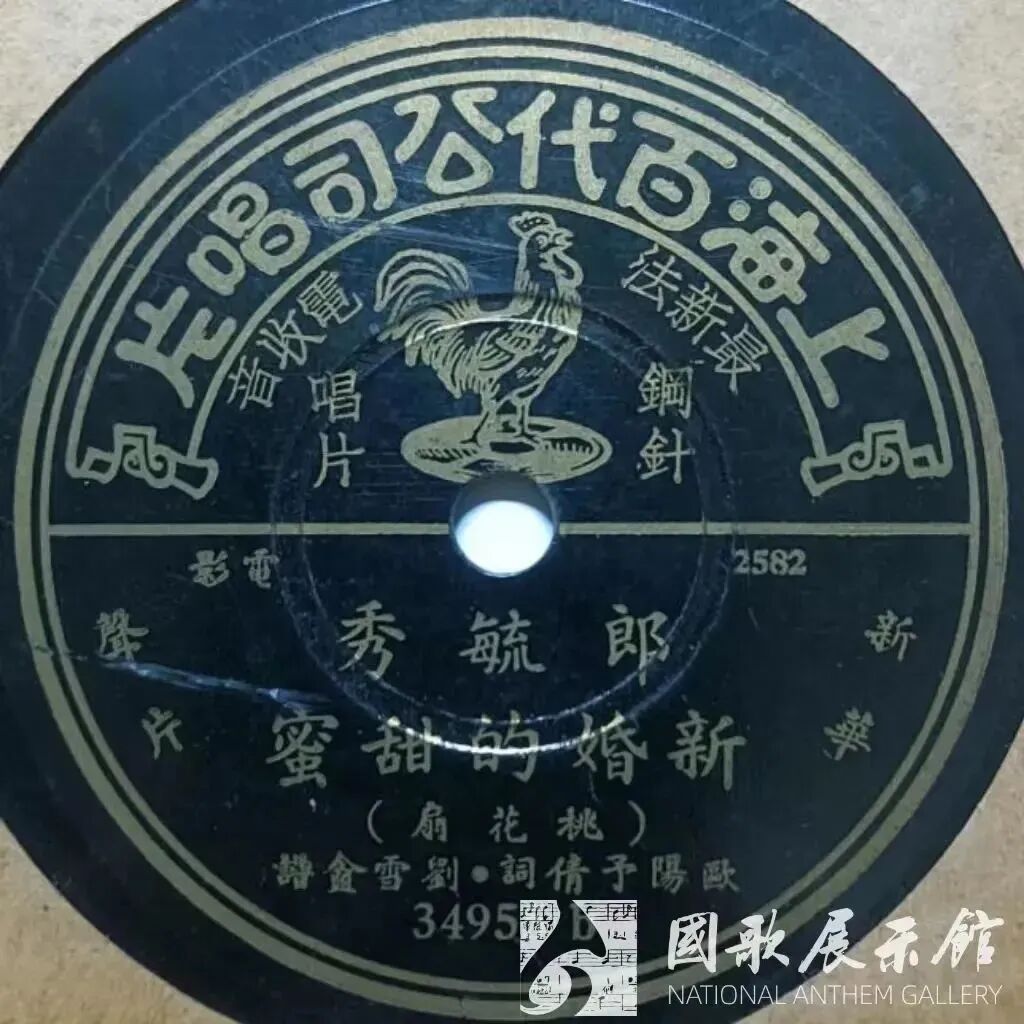 上海百代公司唱片
最新法
電收音
鋼針
唱片
2582
新華
電影
聲片
郎毓秀
新婚的甜蜜
(桃花扇)
歐陽予倩詞•劉雪鑫譜
3495
b
國歌展示館
NATIONAL ANTHEM GALLERY